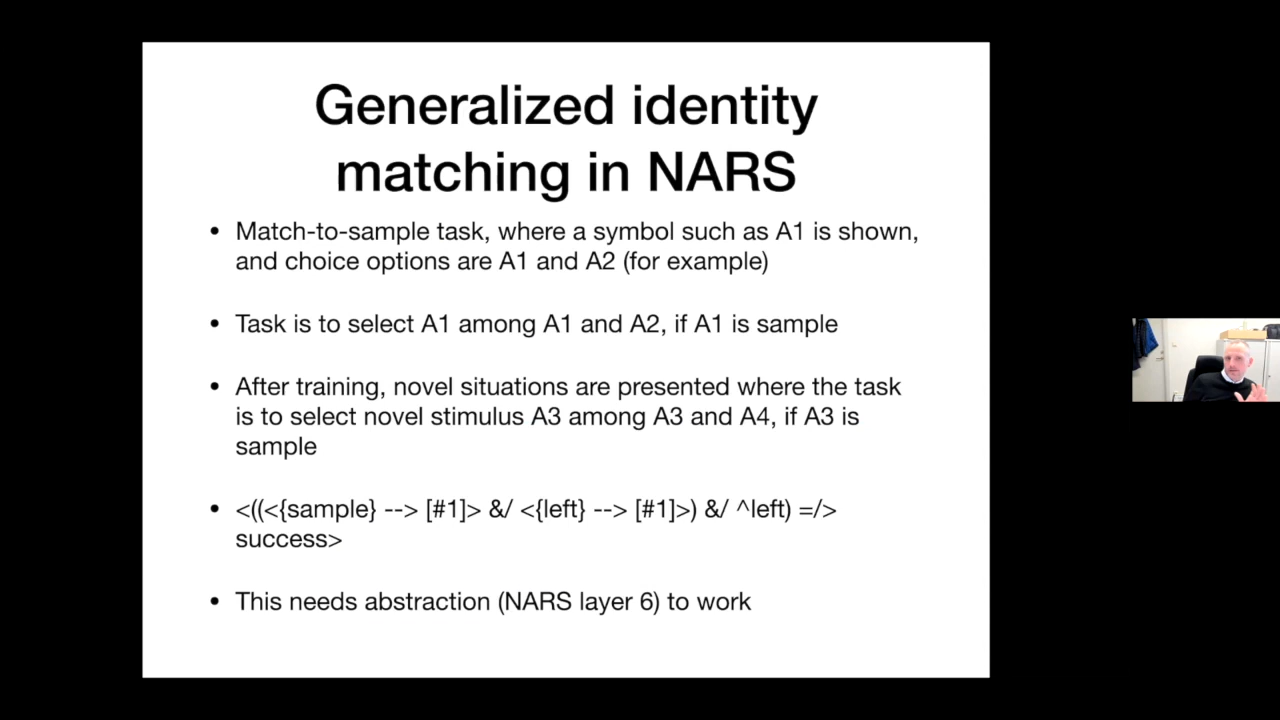 Generalized identity
matching in NARS
• Match-to-sample task, where a symbol such as A1 is shown,
and choice options are A1 and A2 (for example)
• Task is to select A1 among A1 and A2, if A1 is sample
• After training, novel situations are presented where the task
is to select novel stimulus A3 among A3 and A4, if A3 is
sample
• <((<{sample} --> [#1]> &/ <{left} --> [#1]>) &/ ^left) =/>
success>
• This needs abstraction (NARS layer 6) to work